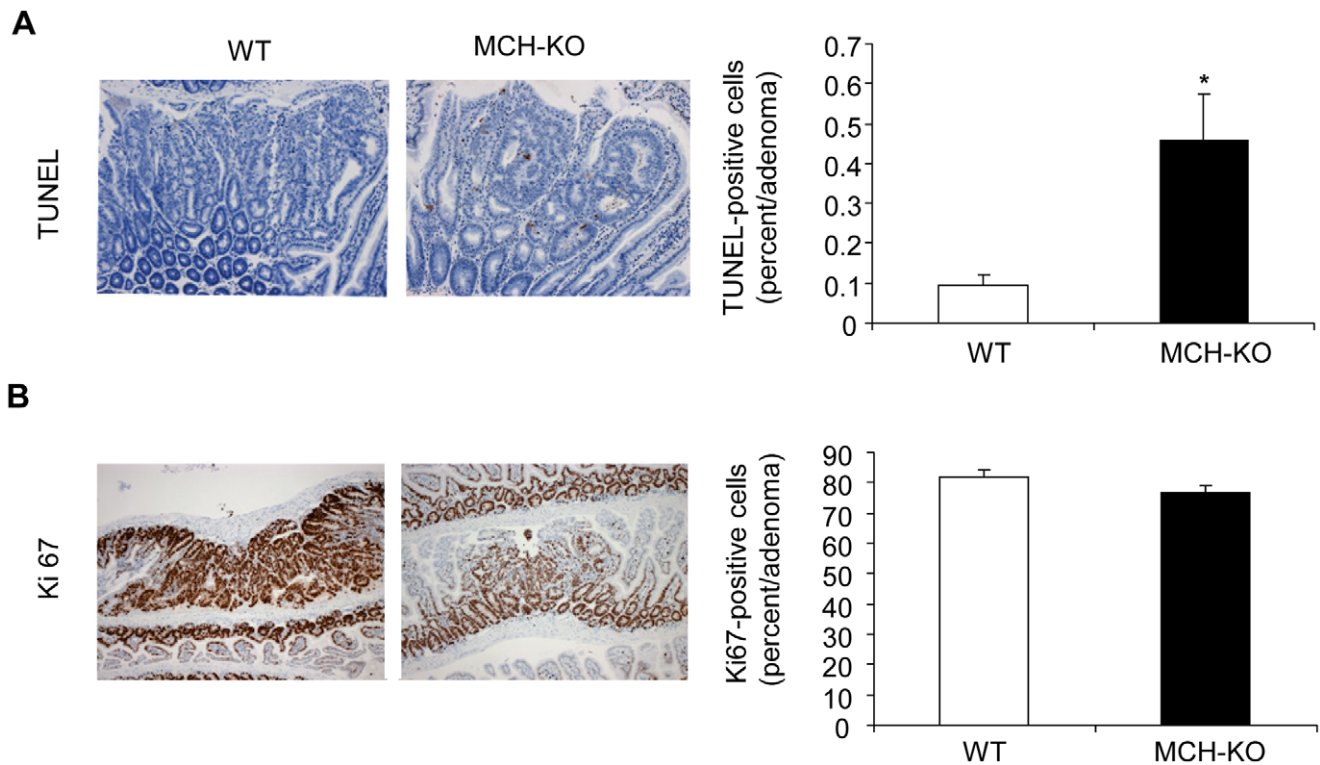 A
WT
MCH-KO
TUNEL
TUNEL-positive cells
(percent/adenoma)
0.7
0.6
0.5
0.4
0.3
0.2
0.1
0
*
WT
MCH-KO
B
Ki 67
Ki67-positive cells
(percent/adenoma)
90
80
70
60
50
40
30
20
10
0
WT
MCH-KO